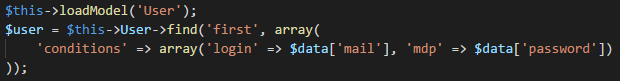 $this->loadModel('User');
$user = $this->User->find('first', array(
    'conditions' => array('login' => $data['mail'], 'mdp' => $data['password'])
));